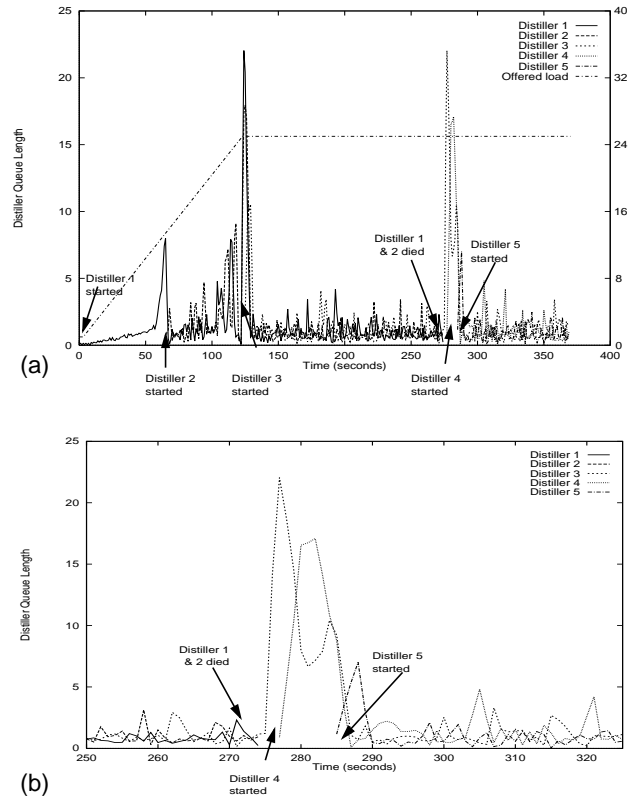 40
25
Distiller 1
Distiller 2
Distiller 3
Distiller 4
Distiller 5
Offered load
20
32
15
24
Distiller Queue Length
10
16
Distiller 1
& 2 died
Distiller 5
started
Distiller 1
started
5
8
0
0
0 50 100 150 200 250 300 350 400
Time (seconds)
(a)
Distiller 2
started
Distiller 3
started
Distiller 4
started
25
Distiller 1
Distiller 2
Distiller 3
Distiller 4
Distiller 5
20
15
Distiller Queue Length
10
Distiller 1
& 2 died
Distiller 5
started
5
0
250 260 270 280 290 300 310 320
Time (seconds)
(b)
Distiller 4
started